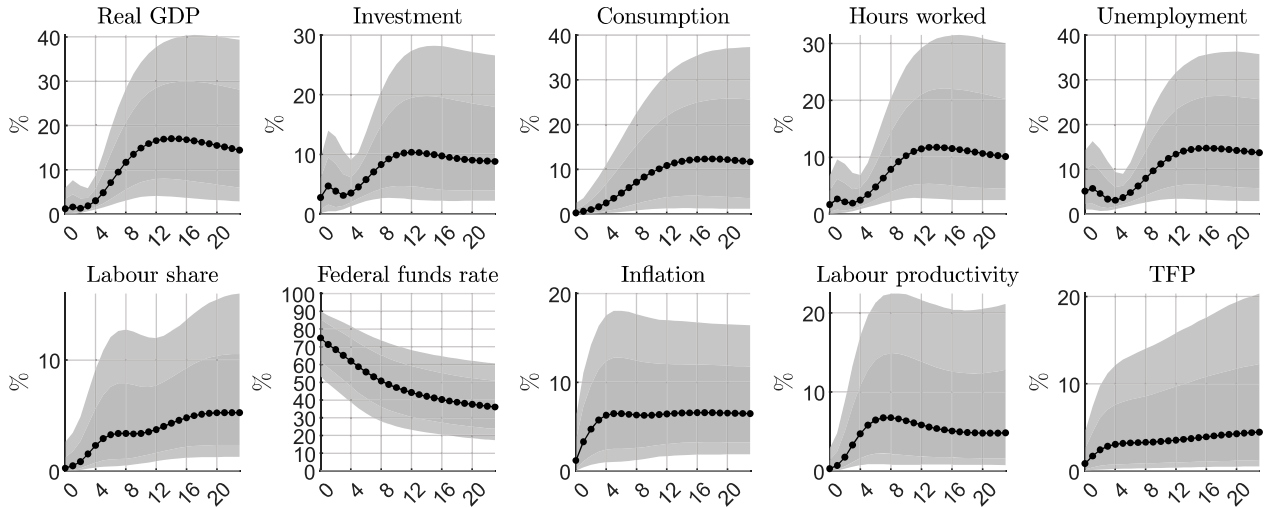 Real GDP
%
40
30
20
10
0
0 4 8 12 16 20
Investment
%
30
20
10
0
0 4 8 12 16 20
Consumption
%
40
30
20
10
0
0 4 8 12 16 20
Hours worked
%
30
20
10
0
0 4 8 12 16 20
Unemployment
%
40
30
20
10
0
0 4 8 12 16 20
Labour share
%
10
0
0 4 8 12 16 20
Federal funds rate
%
100
90
80
70
60
50
40
30
20
10
0
0 4 8 12 16 20
Inflation
%
20
10
0
0 4 8 12 16 20
Labour productivity
%
20
10
0
0 4 8 12 16 20
TFP
%
20
10
0
0 4 8 12 16 20